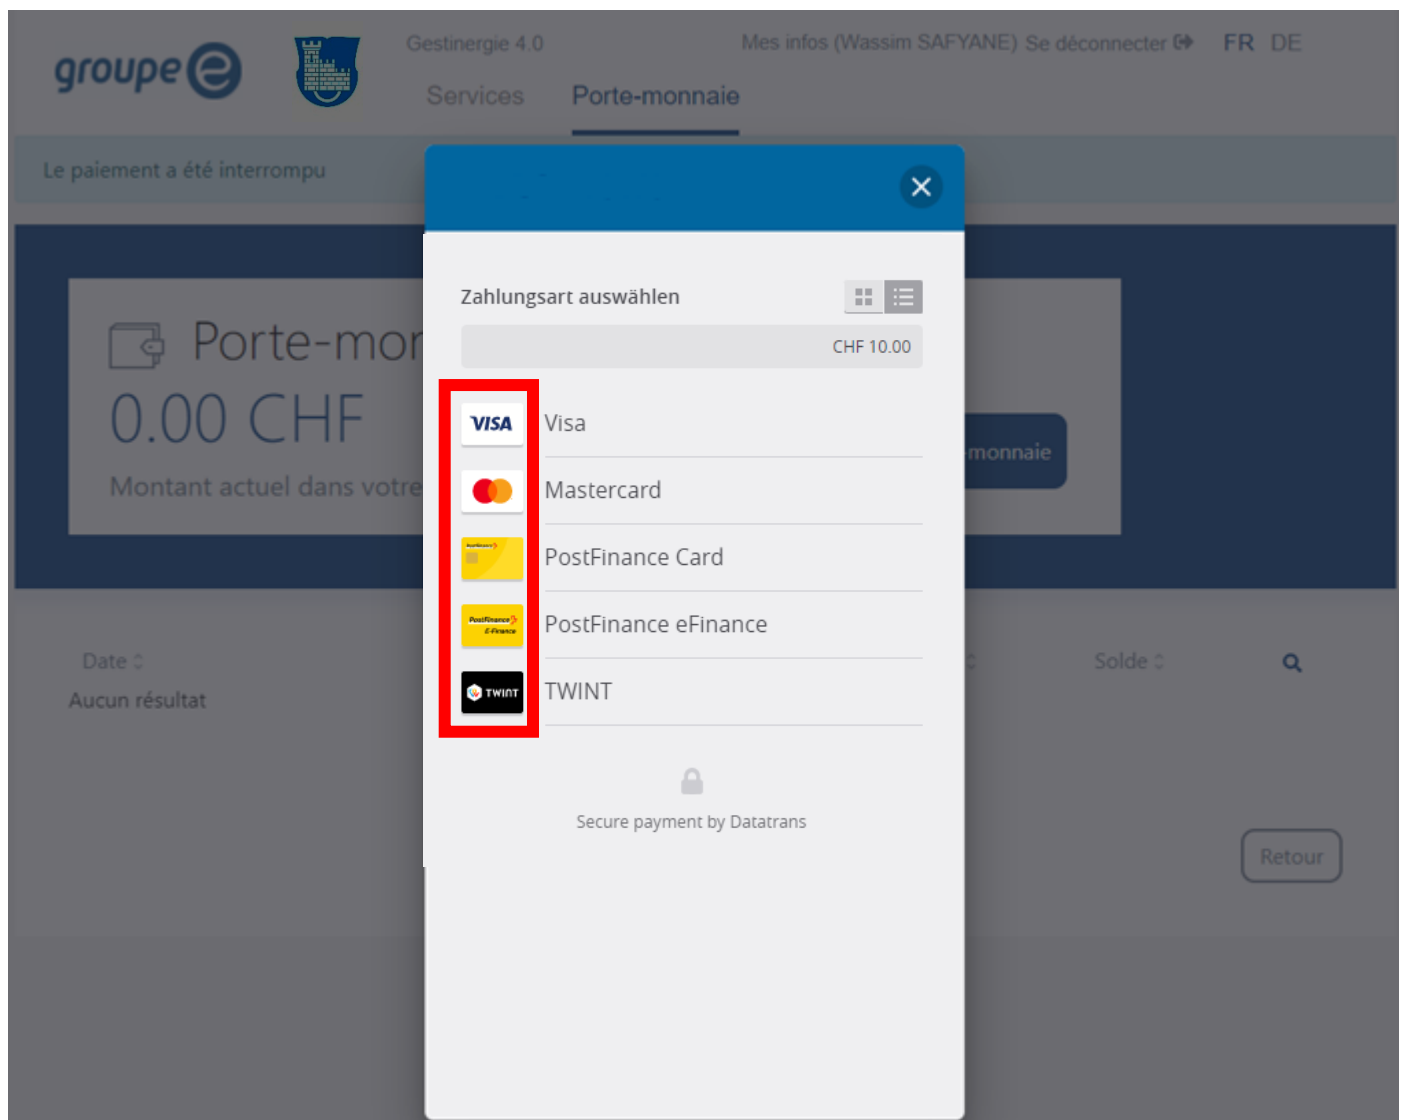 groupe e
Gestinergie 4.0
Mes infos (Wassim SAFYANE) Se déconnecter FR DE
Services Porte-monnaie
Le paiement a été interrompu
Zahlungsart auswählen
CHF 10.00
Porte-mon
0.00 CHF
Montant actuel dans votre
monnaie
VISA Visa
Mastercard
PostFinance PostFinance Card
PostFinance
E-Finance
PostFinance eFinance
TWINT TWINT
Date Solde
Aucun résultat
Secure payment by Datatrans
Retour